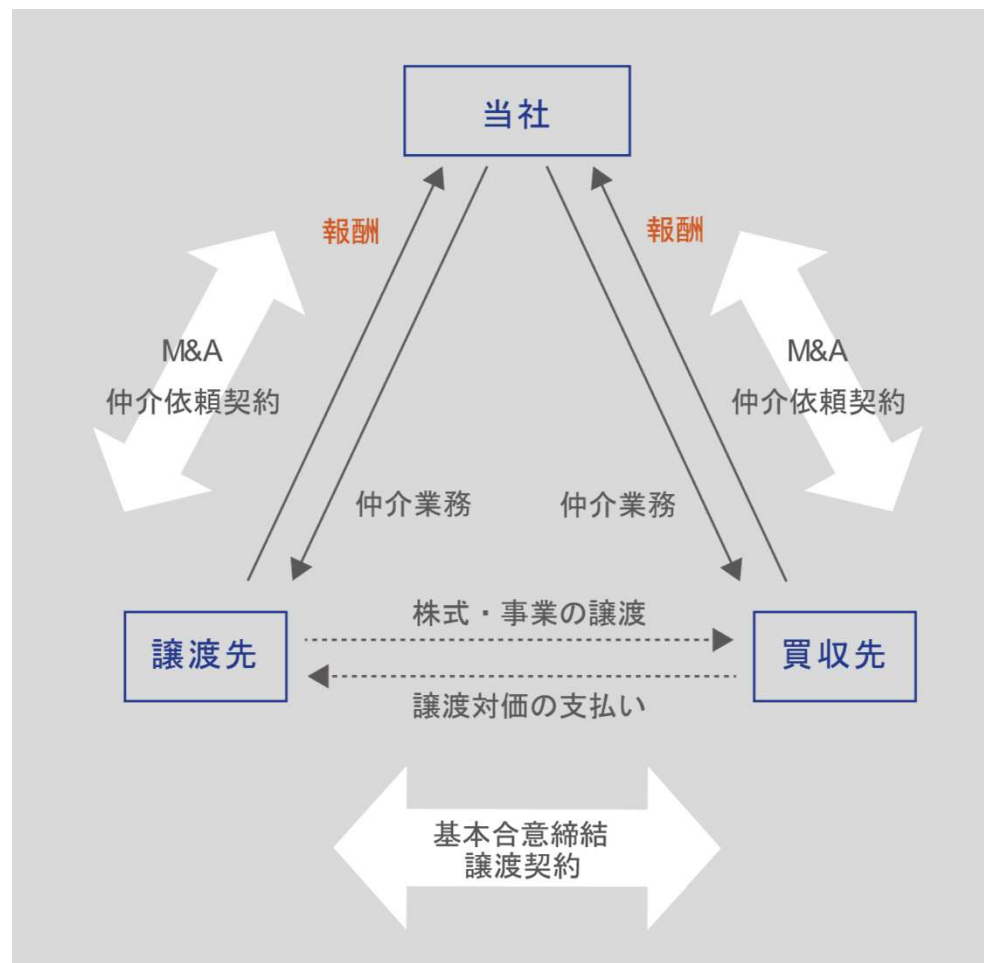 当社
報酬
報酬
M&A
仲介依頼契約
M&A
仲介依頼契約
仲介業務
仲介業務
株式・事業の譲渡
譲渡先
買収先
譲渡対価の支払い
基本合意締結
譲渡契約